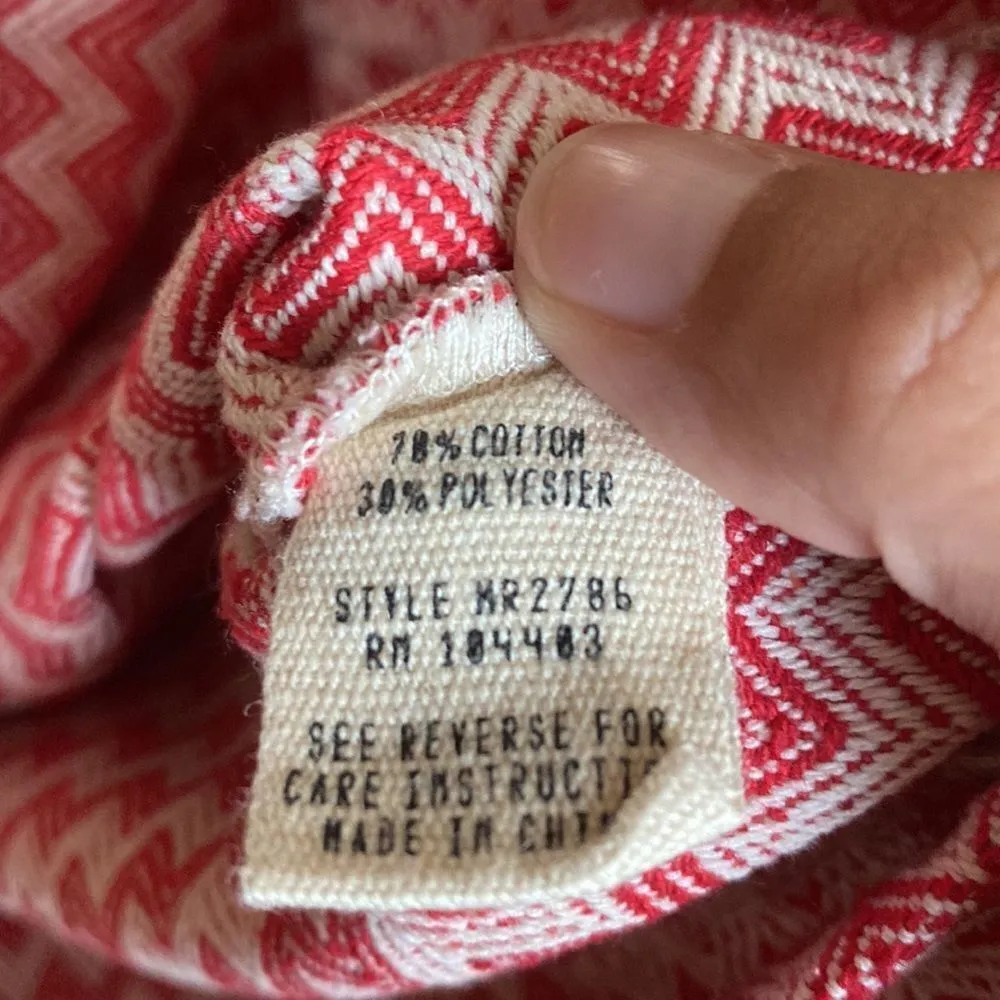 70% COTTON
30% POLYESTER
STYLE MR2786
RN 104403
SEE REVERSE FOR
CARE INSTRUCTI
MADE IN CHIN